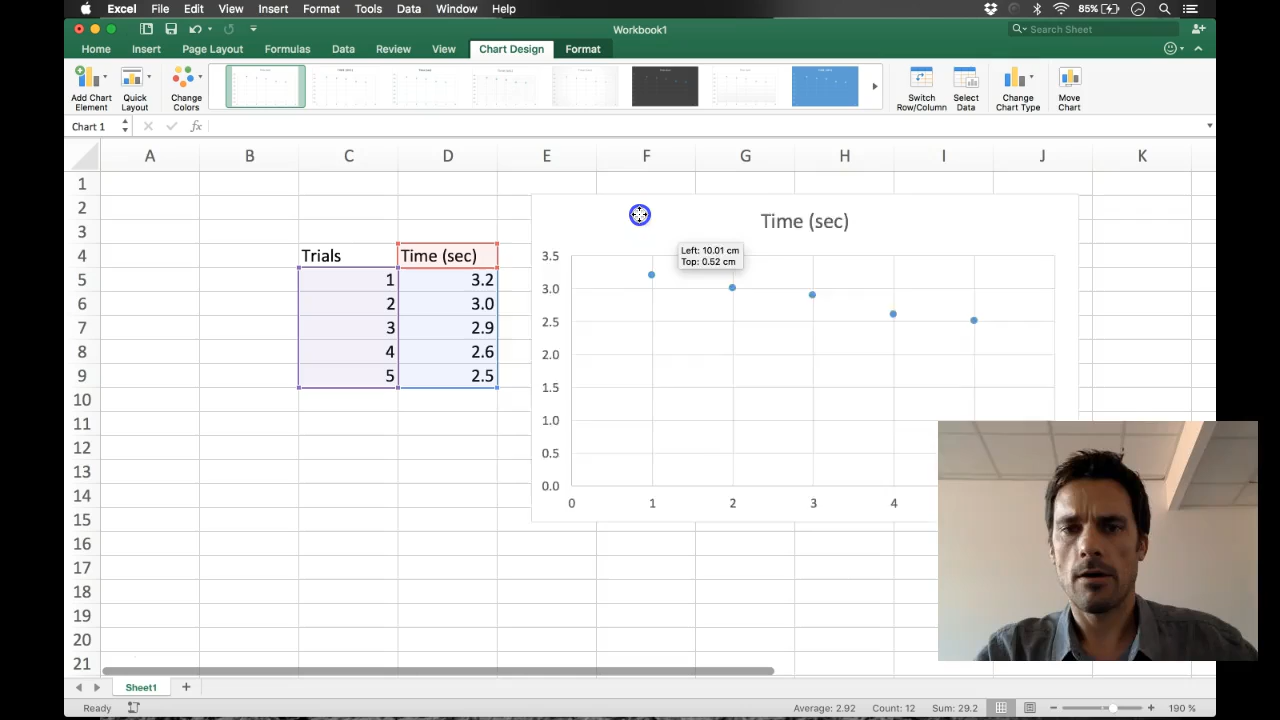 Excel File Edit View Insert Format Tools Data Window Help 85%
Workbook1 Search Sheet
Home Insert Page Layout Formulas Data Review View Chart Design Format
Add Chart Element Quick Layout Change Colors Switch Row/Column Select Data Change Chart Type Move Chart
Chart 1 fx
A B C D E F G H I J K
1
2
3
4 Trials Time (sec)
5 1 3.2
6 2 3.0
7 3 2.9
8 4 2.6
9 5 2.5
10
11
12
13
14
15
16
17
18
19
20
21
Time (sec)
Left: 10.01 cm
Top: 0.52 cm
3.5
3.0
2.5
2.0
1.5
1.0
0.5
0.0
0 1 2 3 4
Sheet1
Ready Average: 2.92 Count: 12 Sum: 29.2 190 %